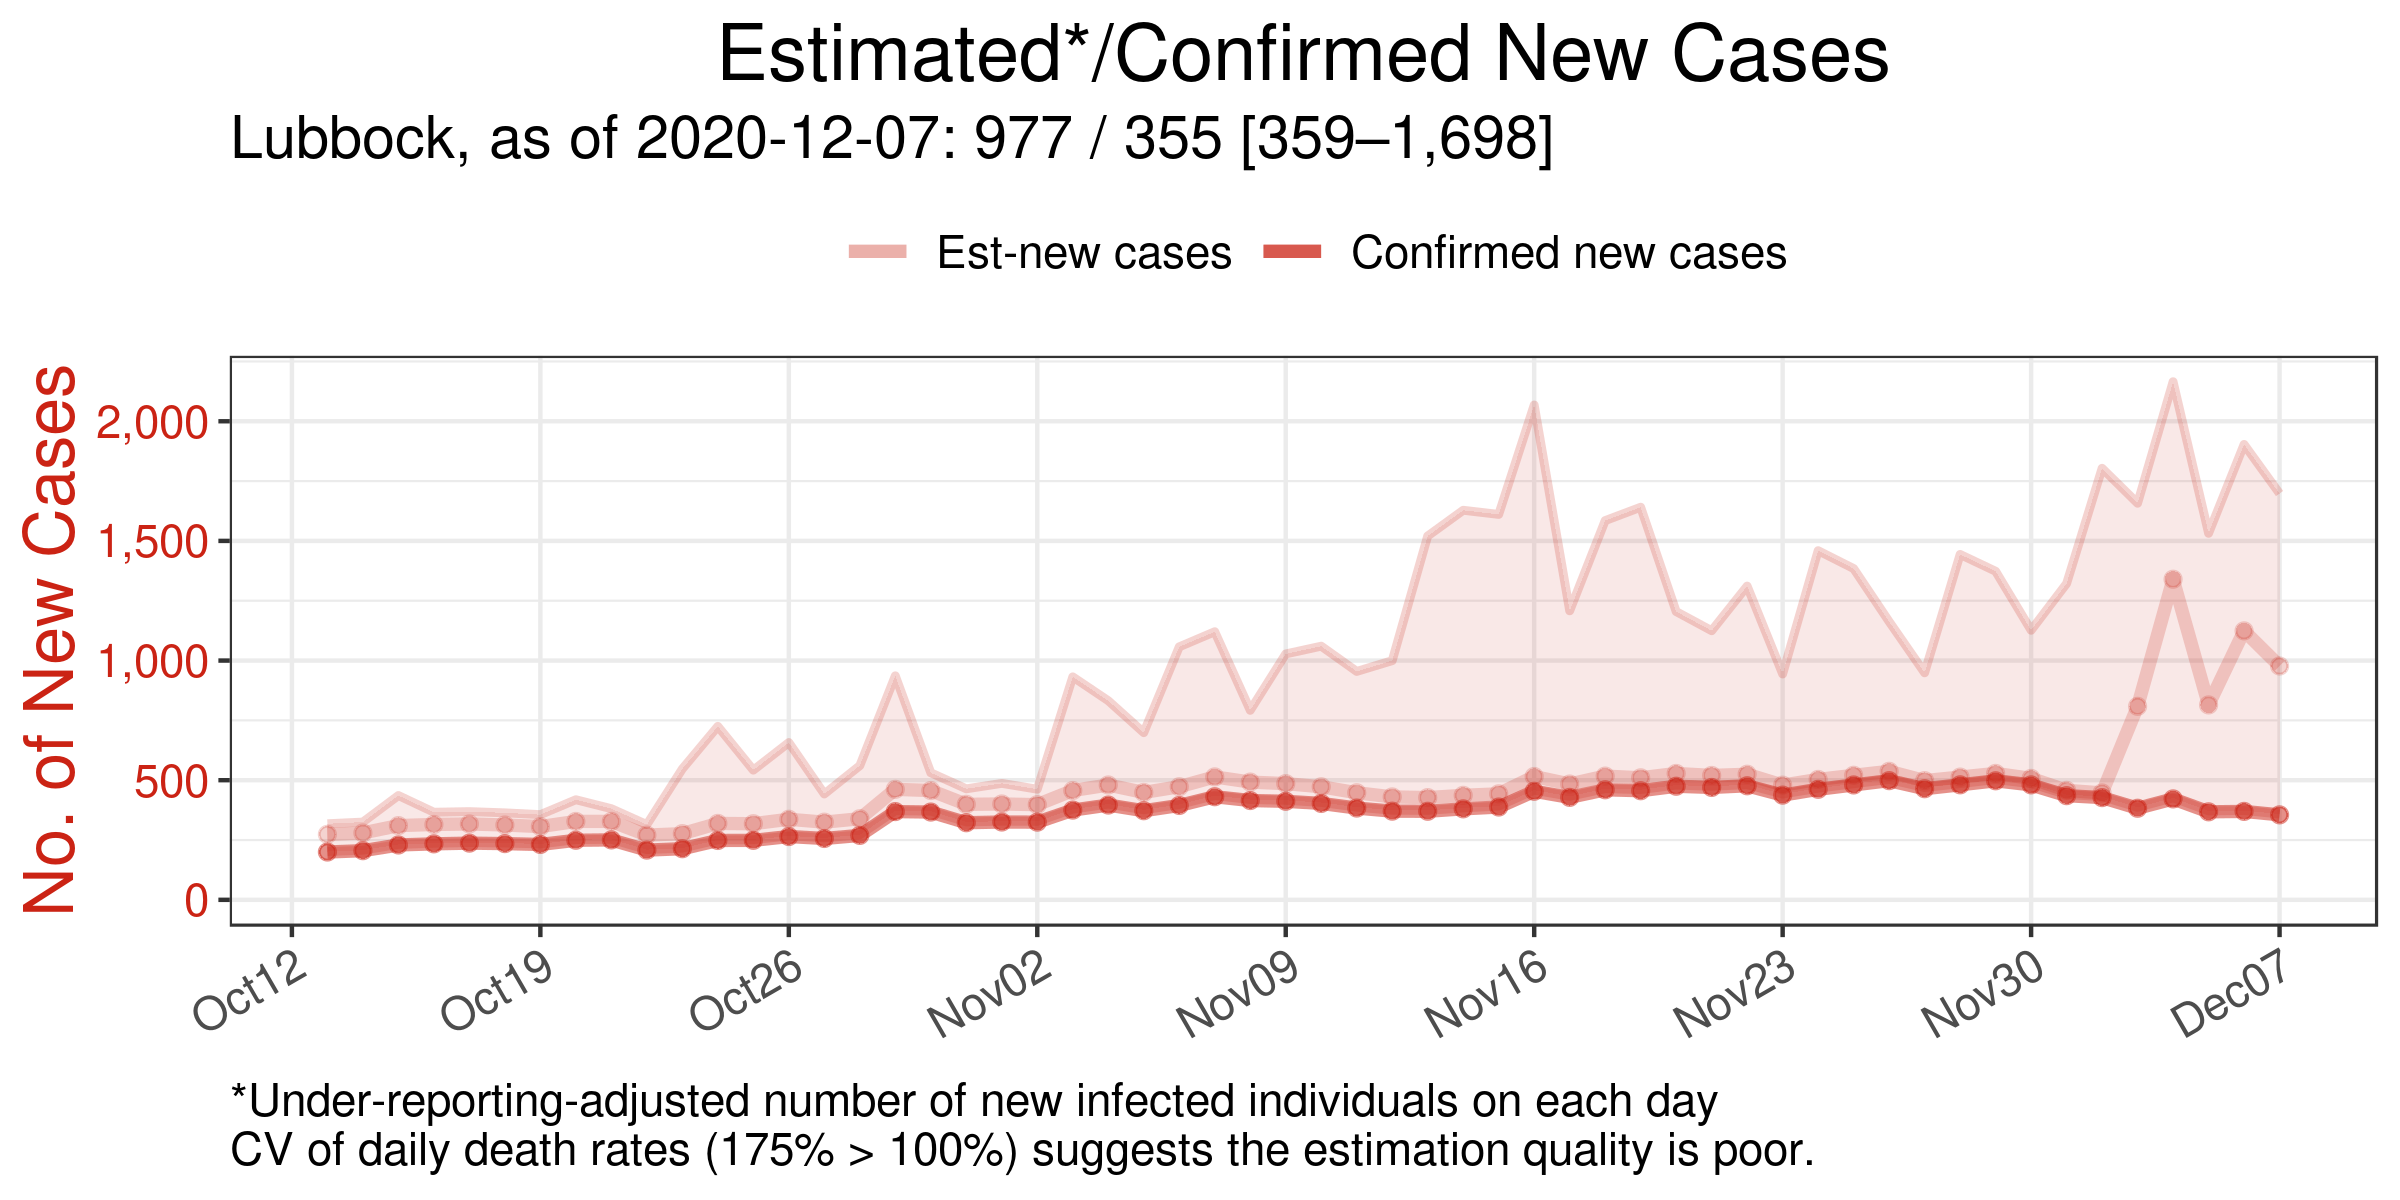 Estimated*/Confirmed New Cases
Lubbock, as of 2020-12-07: 977 / 355 [359–1,698]
Est-new cases
Confirmed new cases
No. of New Cases
2,000
1,500
1,000
500
0
Oct12
Oct19
Oct26
Nov02
Nov09
Nov16
Nov23
Nov30
Dec07
*Under-reporting-adjusted number of new infected individuals on each day
CV of daily death rates (175% > 100%) suggests the estimation quality is poor.